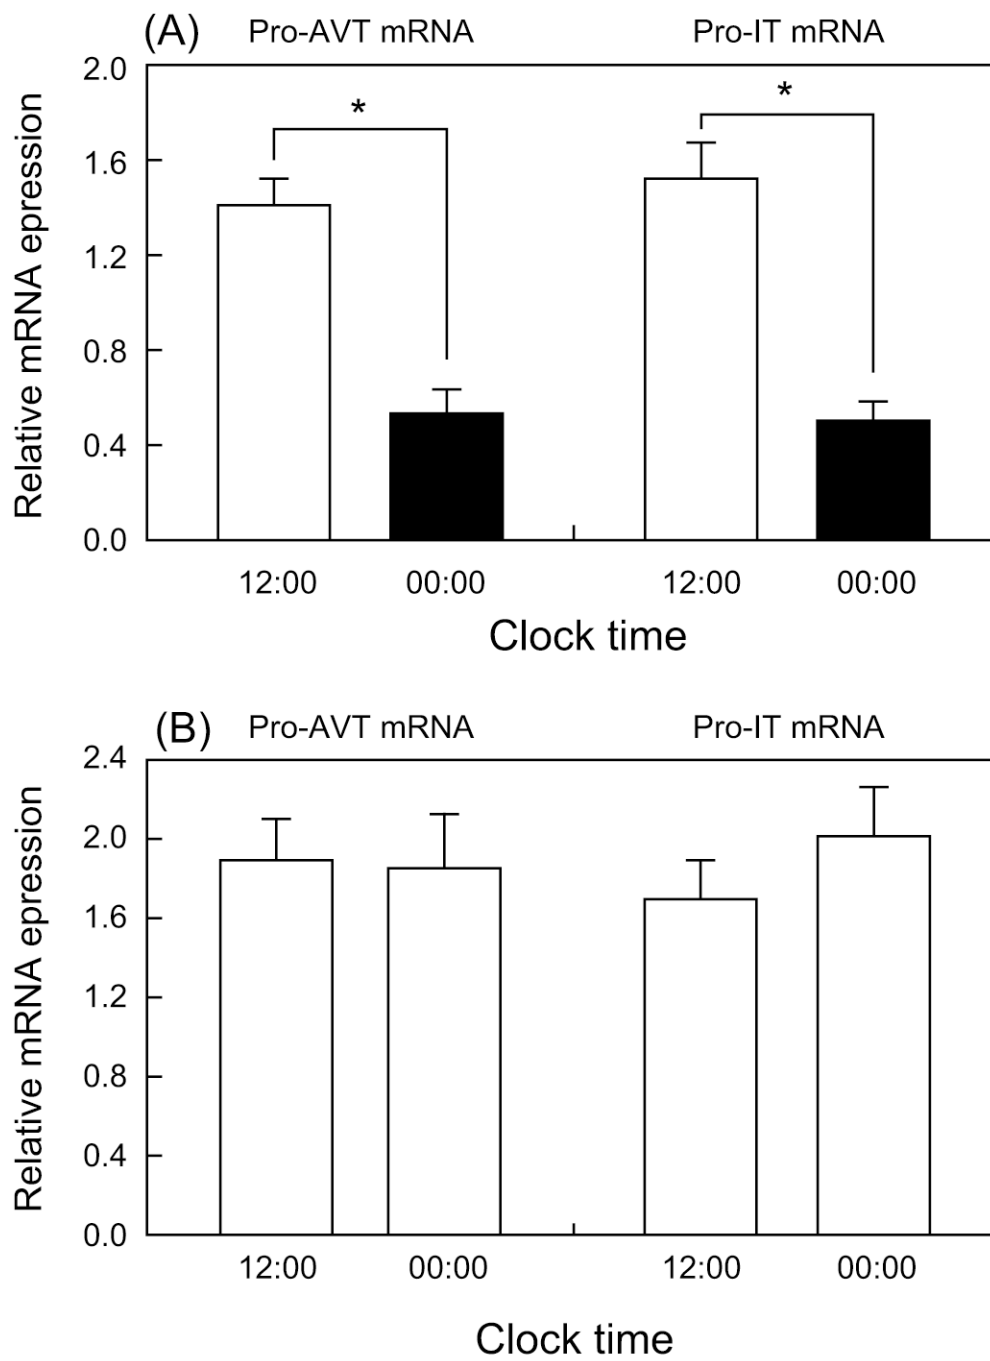 (A) Pro-AVT mRNA Pro-IT mRNA
2.0
1.6
1.2
0.8
0.4
0.0
Relative mRNA epression
* *
12:00 00:00 12:00 00:00
Clock time
(B) Pro-AVT mRNA Pro-IT mRNA
2.4
2.0
1.6
1.2
0.8
0.4
0.0
Relative mRNA epression
12:00 00:00 12:00 00:00
Clock time